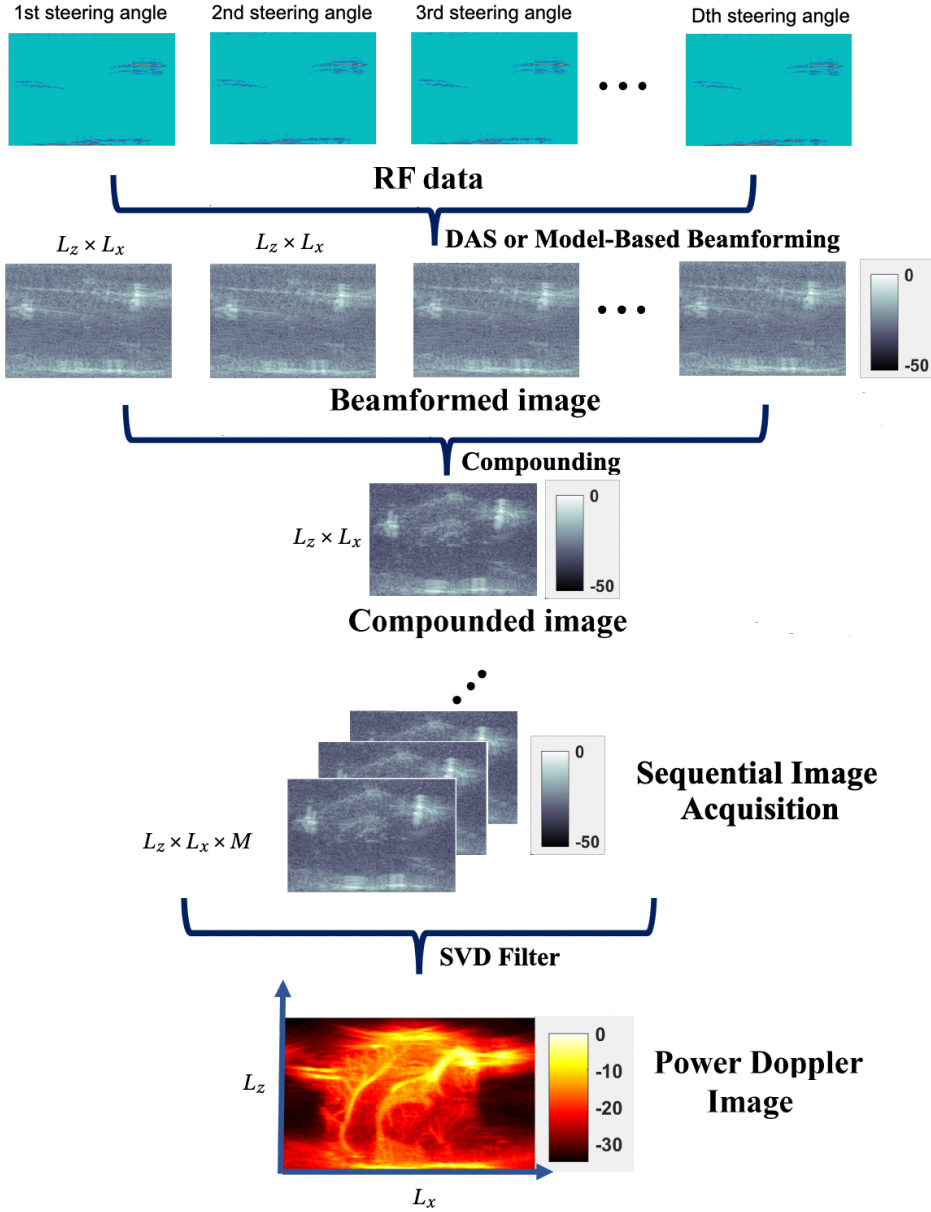 1st steering angle
2nd steering angle
3rd steering angle
Dth steering angle
RF data
DAS or Model-Based Beamforming
L_z × L_x
L_z × L_x
0
-50
Beamformed image
Compounding
L_z × L_x
0
-50
Compounded image
L_z × L_x × M
0
-50
Sequential Image
Acquisition
SVD Filter
L_z
L_x
0
-10
-20
-30
Power Doppler
Image